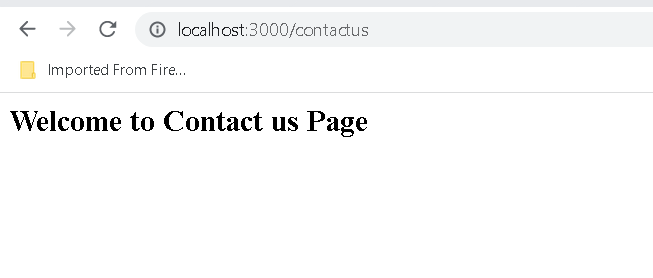 localhost:3000/contactus
Imported From Fire...
Welcome to Contact us Page